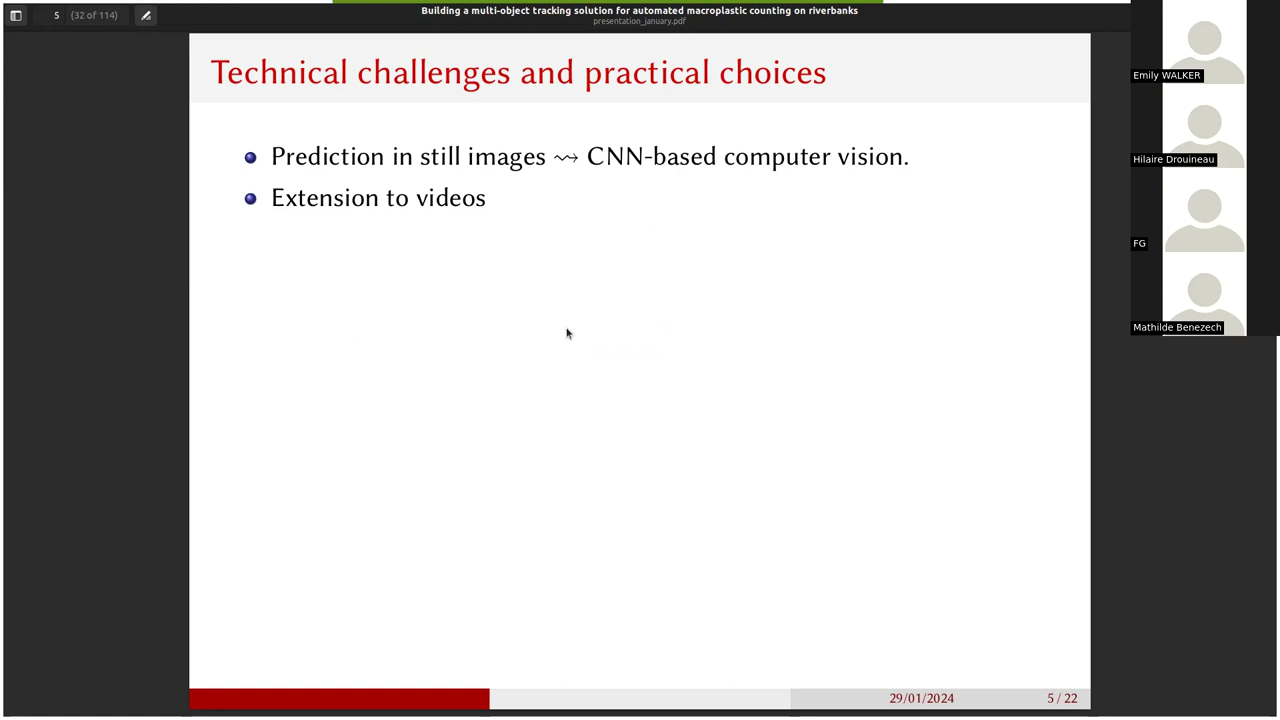 Building a multi-object tracking solution for automated macroplastic counting on riverbanks
presentation_january.pdf
5 (32 of 114)
Technical challenges and practical choices
Prediction in still images ⇝ CNN-based computer vision.
Extension to videos
29/01/2024 5 / 22
Emily WALKER
Hilaire Drouineau
FG
Mathilde Benezech